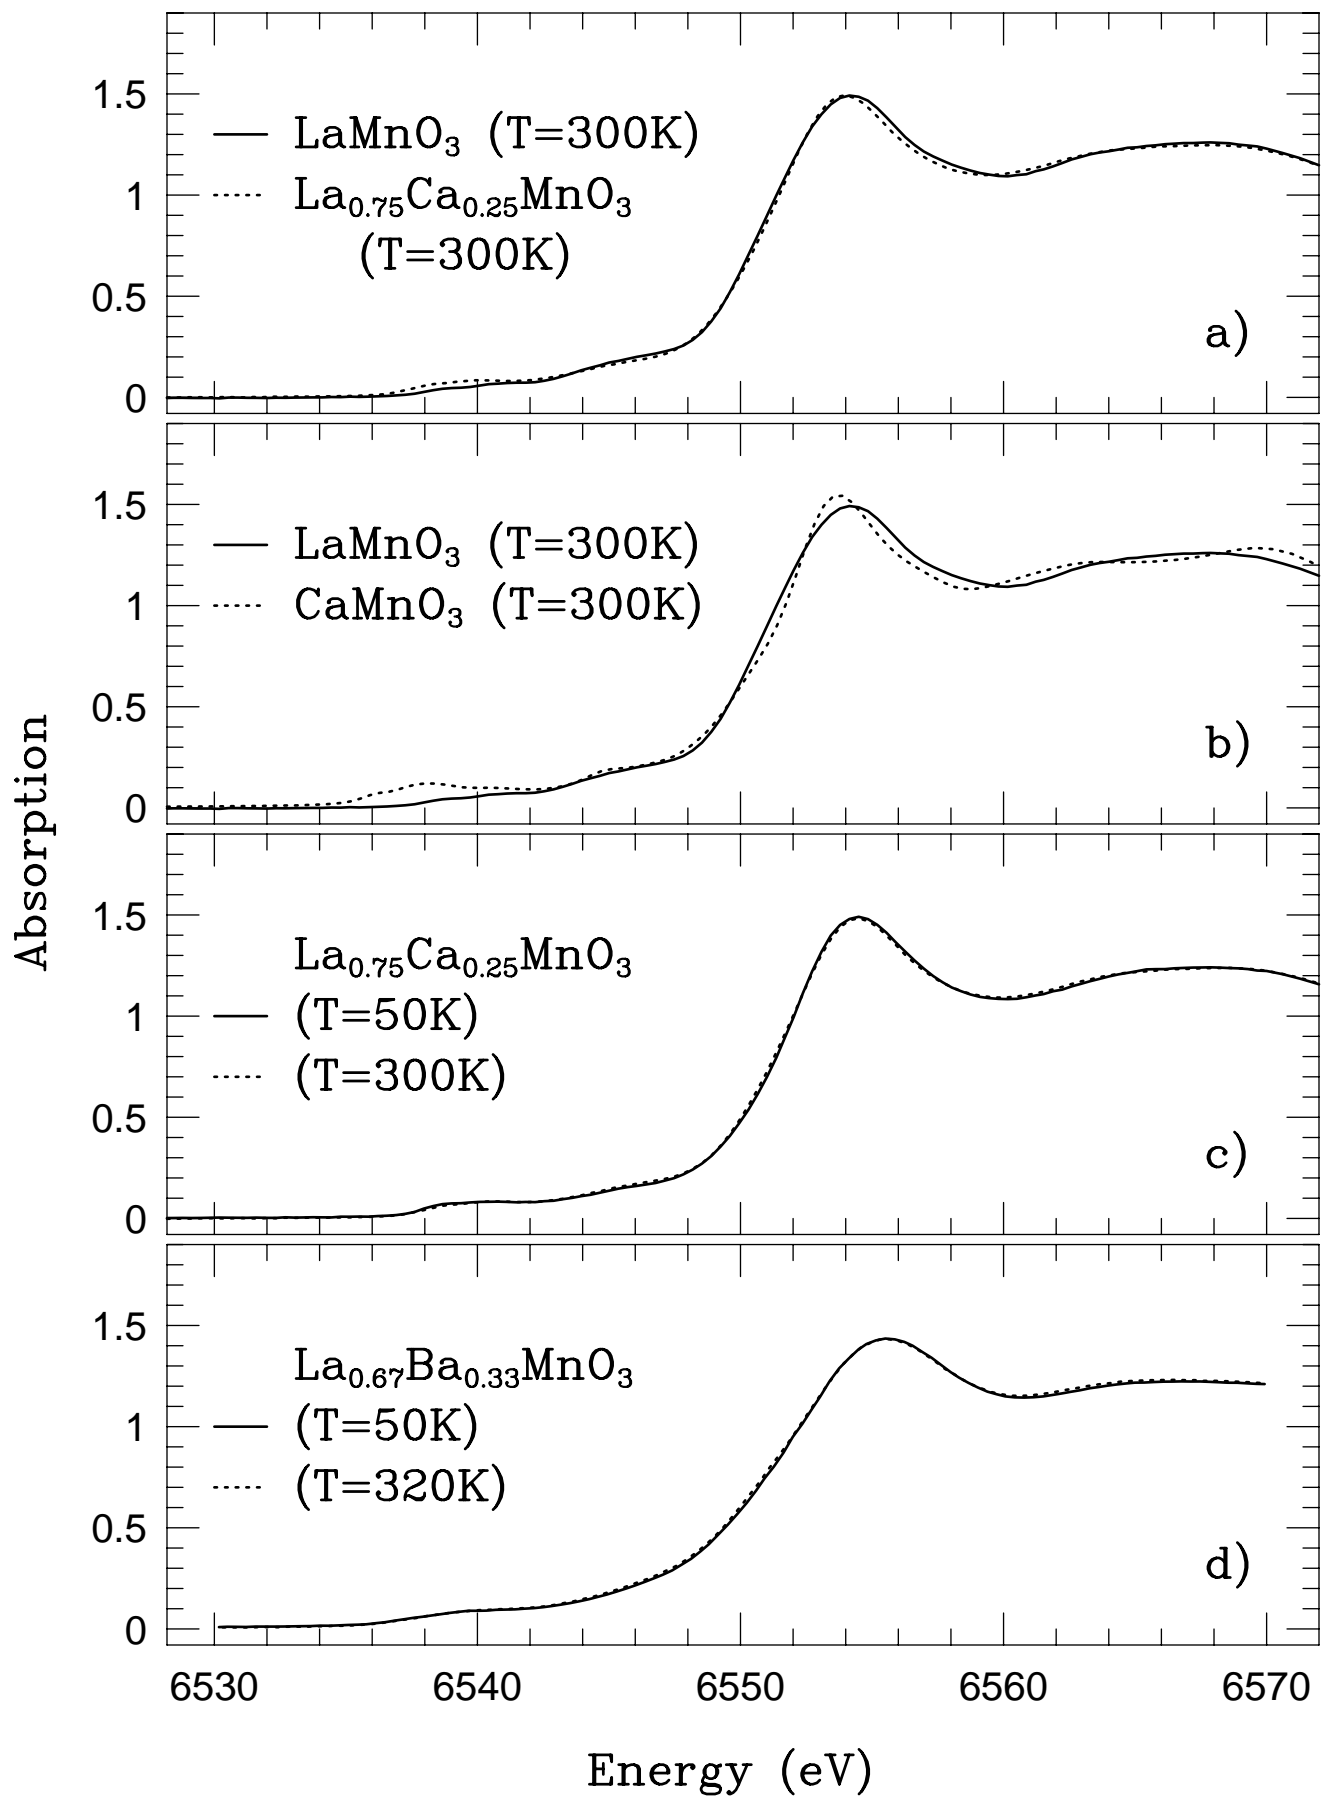 1.5
LaMnO₃ (T=300K)
La₀.₇₅Ca₀.₂₅MnO₃
1
(T=300K)
0.5
a)
0
1.5
LaMnO₃ (T=300K)
CaMnO₃ (T=300K)
1
0.5
b)
0
Absorption
1.5
La₀.₇₅Ca₀.₂₅MnO₃
(T=50K)
1
(T=300K)
0.5
c)
0
1.5
La₀.₆₇Ba₀.₃₃MnO₃
(T=50K)
1
(T=320K)
0.5
d)
0
6530 6540 6550 6560 6570
Energy (eV)